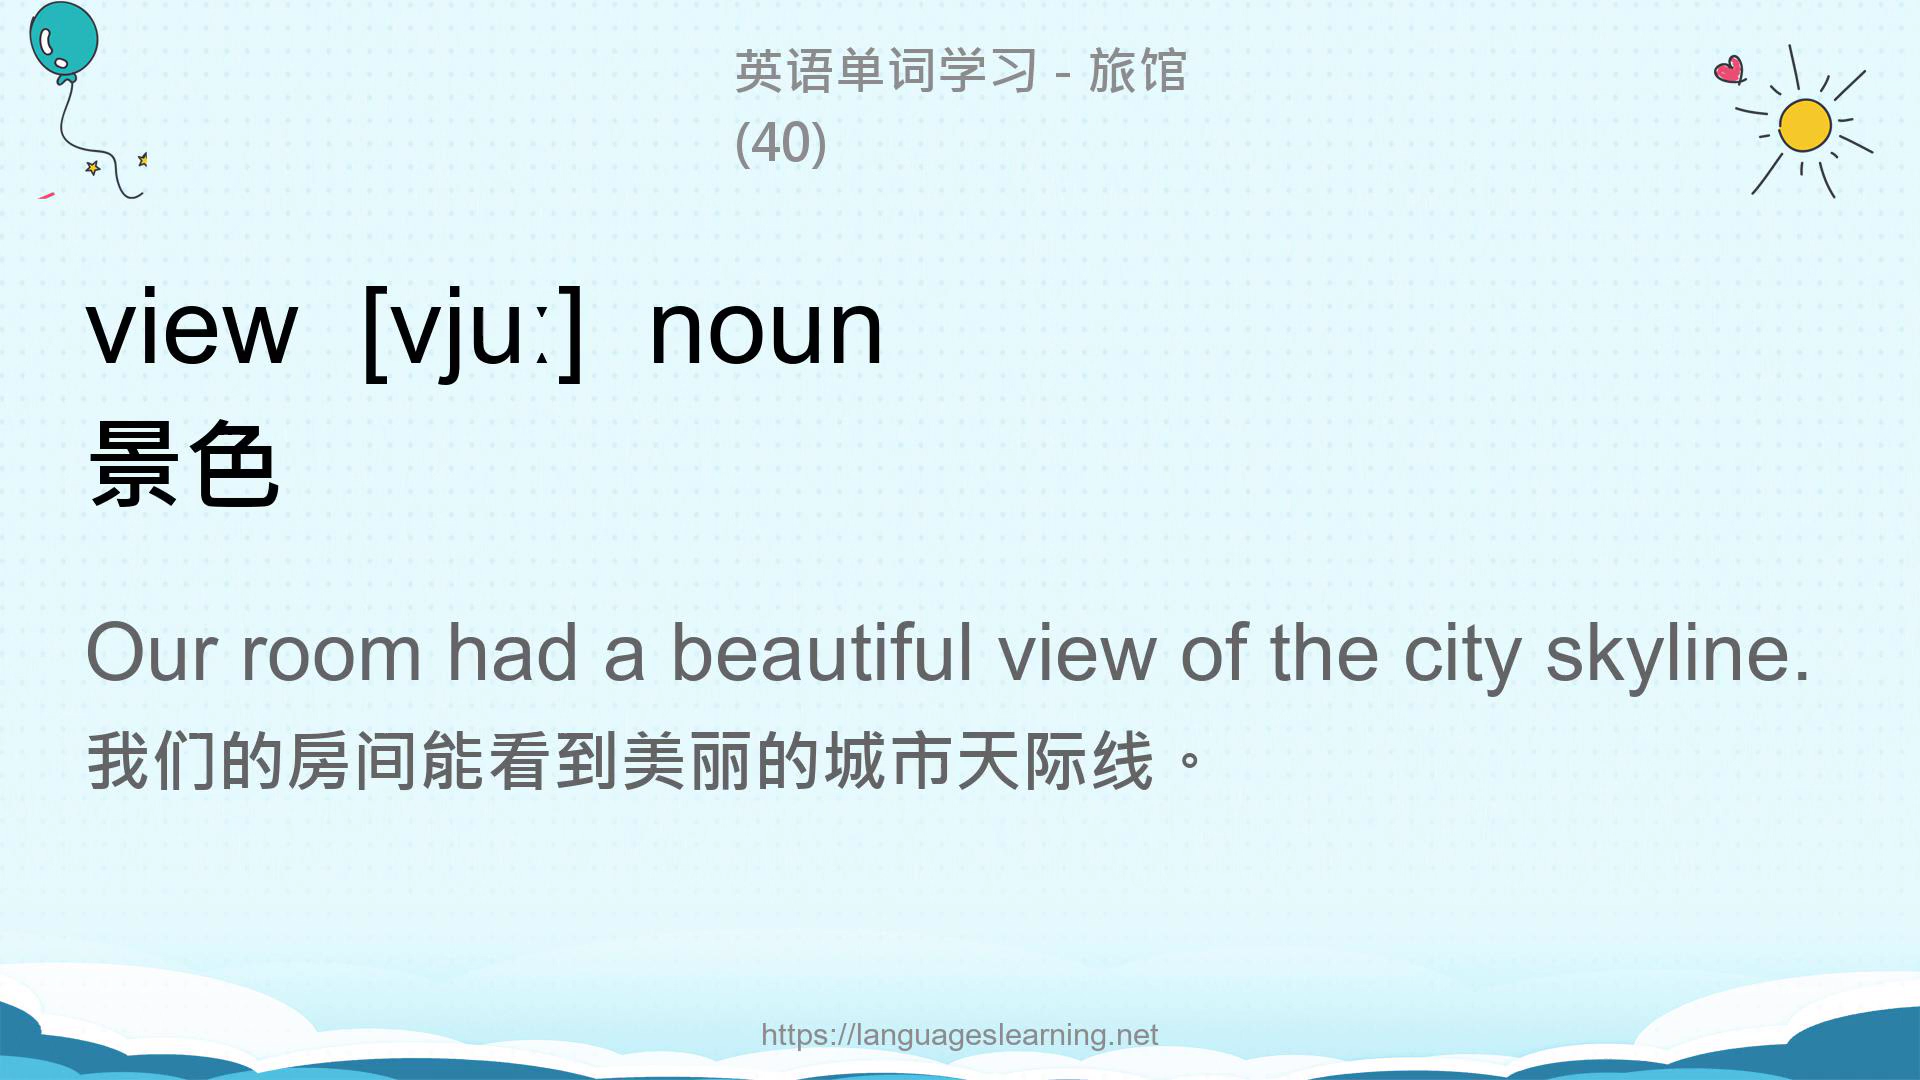 英语单词学习 - 旅馆
(40)
view [vjuː] noun
景色
Our room had a beautiful view of the city skyline.
我们的房间能看到美丽的城市天际线。
https://languageslearning.net